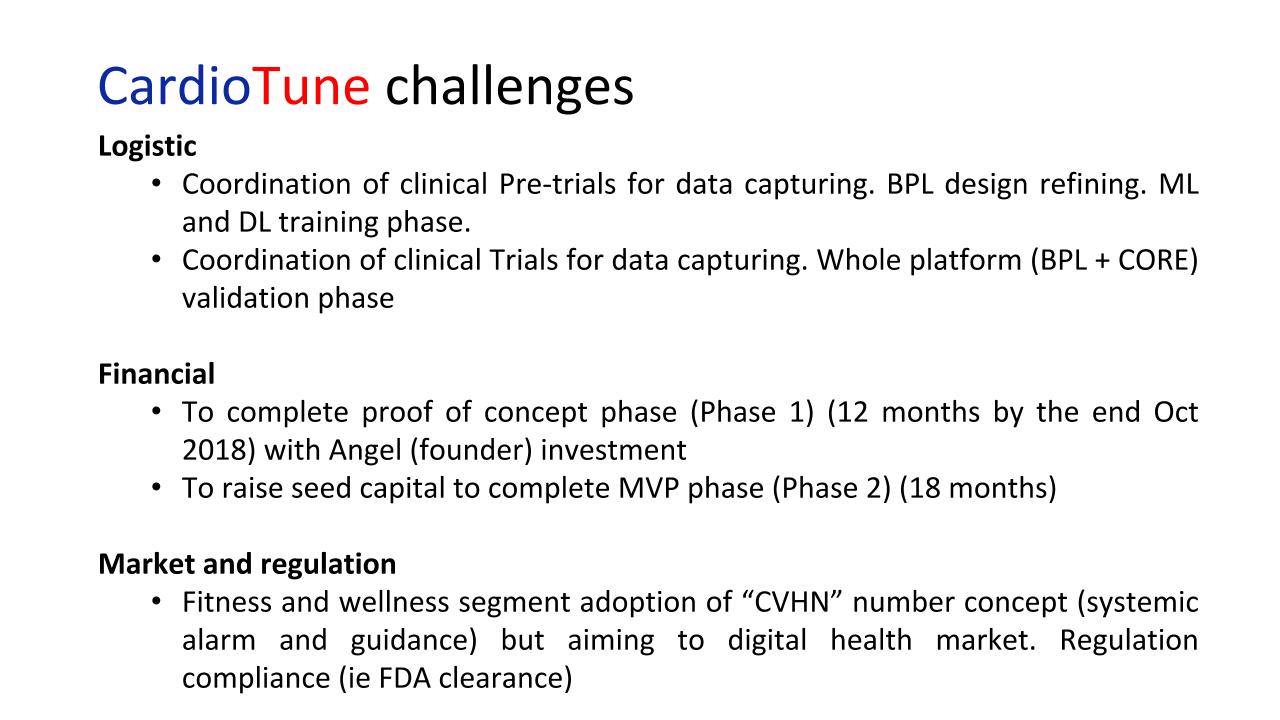 CardioTune challenges
Logistic
• Coordination of clinical Pre-trials for data capturing. BPL design refining. ML
and DL training phase.
• Coordination of clinical Trials for data capturing. Whole platform (BPL + CORE)
validation phase
Financial
• To complete proof of concept phase (Phase 1) (12 months by the end Oct
2018) with Angel (founder) investment
• To raise seed capital to complete MVP phase (Phase 2) (18 months)
Market and regulation
• Fitness and wellness segment adoption of “CVHN” number concept (systemic
alarm and guidance) but aiming to digital health market. Regulation
compliance (ie FDA clearance)